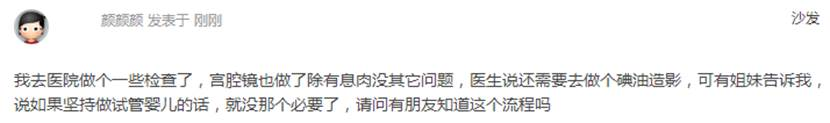 颜颜颜 发表于 刚刚
沙发
我去医院做个一些检查了，宫腔镜也做了除有息肉没其它问题，医生说还需要去做个碘油造影，可有姐妹告诉我，
说如果坚持做试管婴儿的话，就没那个必要了，请问有朋友知道这个流程吗